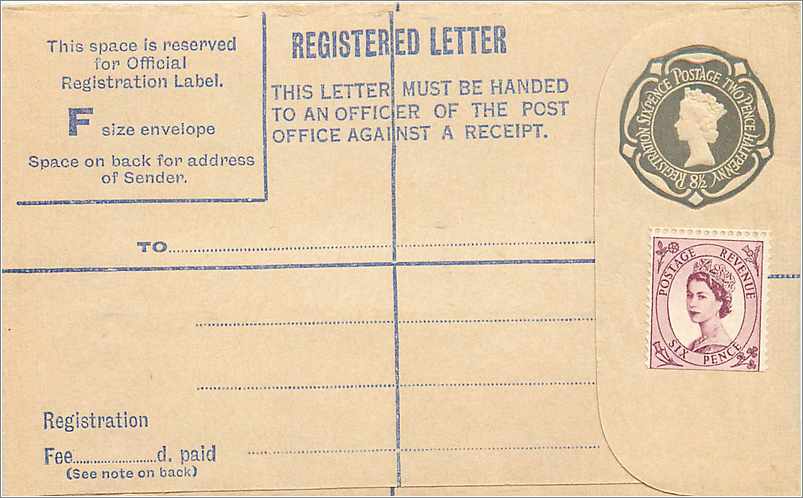 This space is reserved
for Official
Registration Label.
F size envelope
Space on back for address
of Sender.
REGISTERED LETTER
THIS LETTER MUST BE HANDED
TO AN OFFICER OF THE POST
OFFICE AGAINST A RECEIPT.
REGISTRATION SIXPENCE POSTAGE TWOPENCE HALFPENNY 8½
TO
POSTAGE REVENUE
SIX PENCE
Registration
Fee....................d. paid
(See note on back)